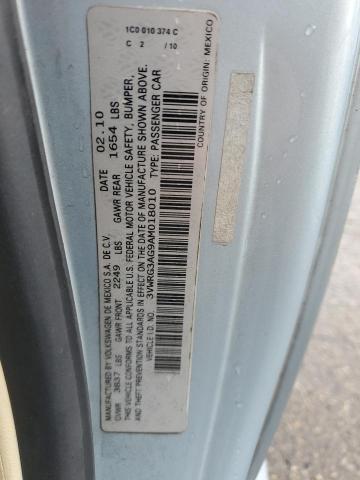 1C0 010 374 C
C 2 /10
MANUFACTURED BY VOLKSWAGEN DE MEXICO S.A. DE C.V. DATE 02.10
GVWR 3837 LBS GAWR FRONT 2249 LBS GAWR REAR 1654 LBS
THIS VEHICLE CONFORMS TO ALL APPLICABLE U.S. FEDERAL MOTOR VEHICLE SAFETY, BUMPER,
AND THEFT PREVENTION STANDARDS IN EFFECT ON THE DATE OF MANUFACTURE SHOWN ABOVE.
VEHICLE I.D. NO. 3VWRG3AG9AM018010 TYPE: PASSENGER CAR
COUNTRY OF ORIGIN: MEXICO